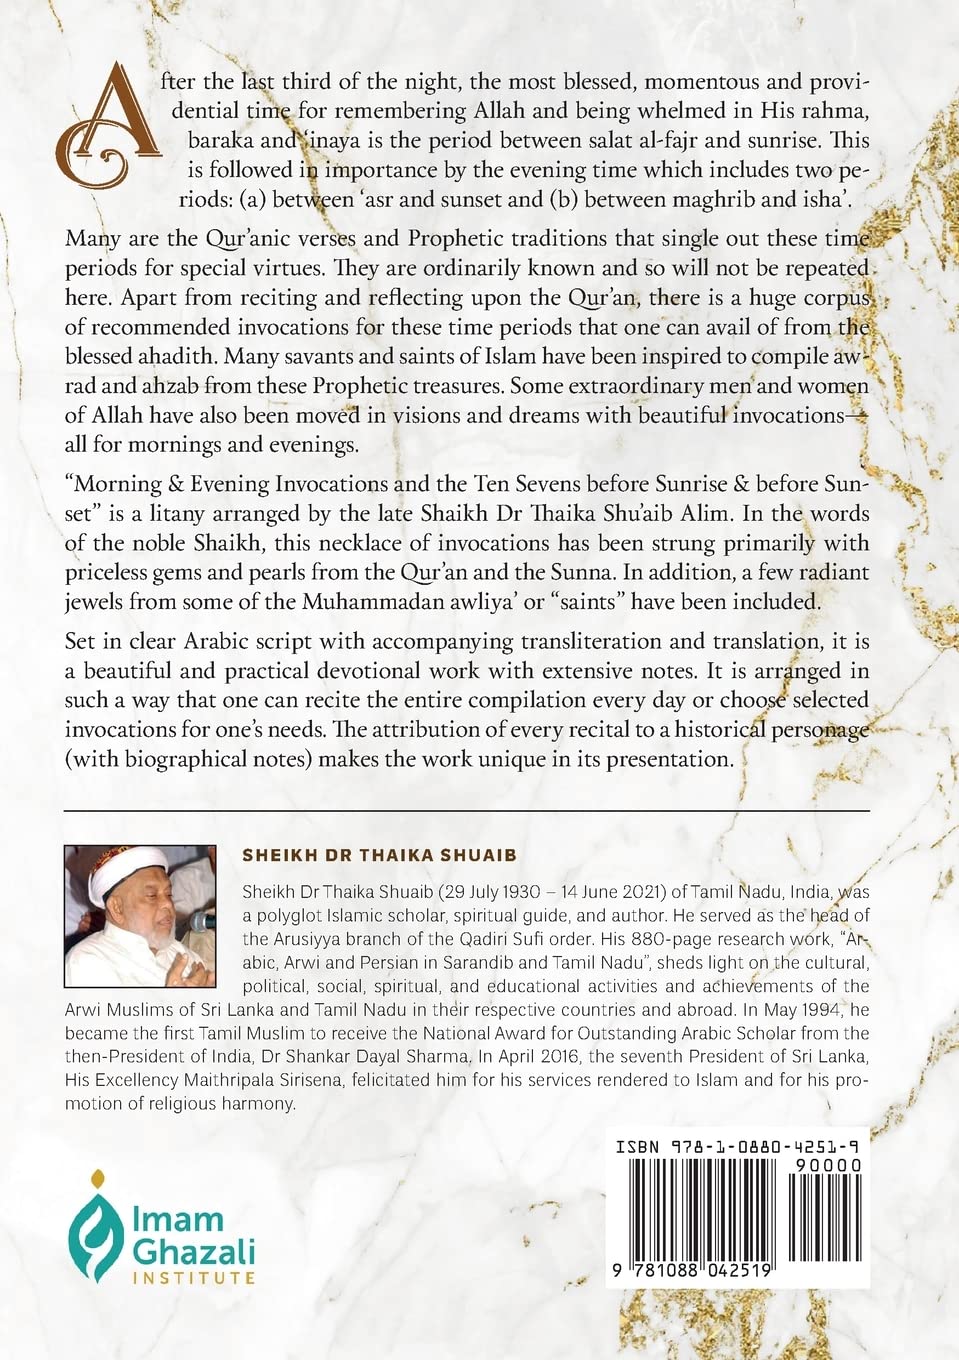 After the last third of the night, the most blessed, momentous and provi-
dential time for remembering Allah and being whelmed in His rahma,
baraka and ‘inaya is the period between salat al-fajr and sunrise. This
is followed in importance by the evening time which includes two pe-
riods: (a) between ‘asr and sunset and (b) between maghrib and isha’.
Many are the Qur’anic verses and Prophetic traditions that single out these time
periods for special virtues. They are ordinarily known and so will not be repeated
here. Apart from reciting and reflecting upon the Qur’an, there is a huge corpus
of recommended invocations for these time periods that one can avail of from the
blessed ahadith. Many savants and saints of Islam have been inspired to compile aw-
rad and ahzab from these Prophetic treasures. Some extraordinary men and women
of Allah have also been moved in visions and dreams with beautiful invocations—
all for mornings and evenings.
“Morning & Evening Invocations and the Ten Sevens before Sunrise & before Sun-
set” is a litany arranged by the late Shaikh Dr Thaika Shu’aib Alim. In the words
of the noble Shaikh, this necklace of invocations has been strung primarily with
priceless gems and pearls from the Qur’an and the Sunna. In addition, a few radiant
jewels from some of the Muhammadan awliya’ or “saints” have been included.
Set in clear Arabic script with accompanying transliteration and translation, it is
a beautiful and practical devotional work with extensive notes. It is arranged in
such a way that one can recite the entire compilation every day or choose selected
invocations for one’s needs. The attribution of every recital to a historical personage
(with biographical notes) makes the work unique in its presentation.
SHEIKH DR THAIKA SHUAIB
Sheikh Dr Thaika Shuaib (29 July 1930 – 14 June 2021) of Tamil Nadu, India, was
a polyglot Islamic scholar, spiritual guide, and author. He served as the head of
the Arusiyya branch of the Qadiri Sufi order. His 880-page research work, “Ar-
abic, Arwi and Persian in Sarandib and Tamil Nadu”, sheds light on the cultural,
political, social, spiritual, and educational activities and achievements of the
Arwi Muslims of Sri Lanka and Tamil Nadu in their respective countries and abroad. In May 1994, he
became the first Tamil Muslim to receive the National Award for Outstanding Arabic Scholar from the
then-President of India, Dr Shankar Dayal Sharma. In April 2016, the seventh President of Sri Lanka,
His Excellency Maithripala Sirisena, felicitated him for his services rendered to Islam and for his pro-
motion of religious harmony.
ISBN 978-1-0880-4251-9
90000
9 781088 042519
Imam
Ghazali
INSTITUTE